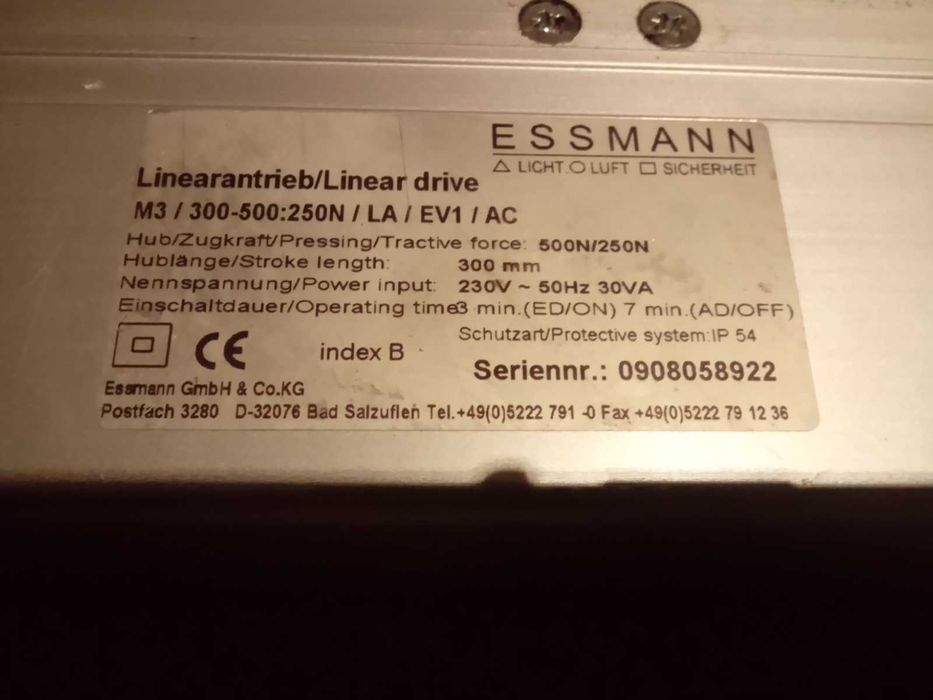 ESSMANN
LICHT LUFT SICHERHEIT
Linearantrieb/Linear drive
M3 / 300-500:250N / LA / EV1 / AC
Hub/Zugkraft/Pressing/Tractive force: 500N/250N
Hublänge/Stroke length: 300 mm
Nennspannung/Power input: 230V ~ 50Hz 30VA
Einschaltdauer/Operating time3 min.(ED/ON) 7 min.(AD/OFF)
Schutzart/Protective system:IP 54
CE index B
Seriennr.: 0908058922
Essmann GmbH & Co.KG
Postfach 3280 D-32076 Bad Salzuflen Tel.+49(0)5222 791 -0 Fax +49(0)5222 79 12 36